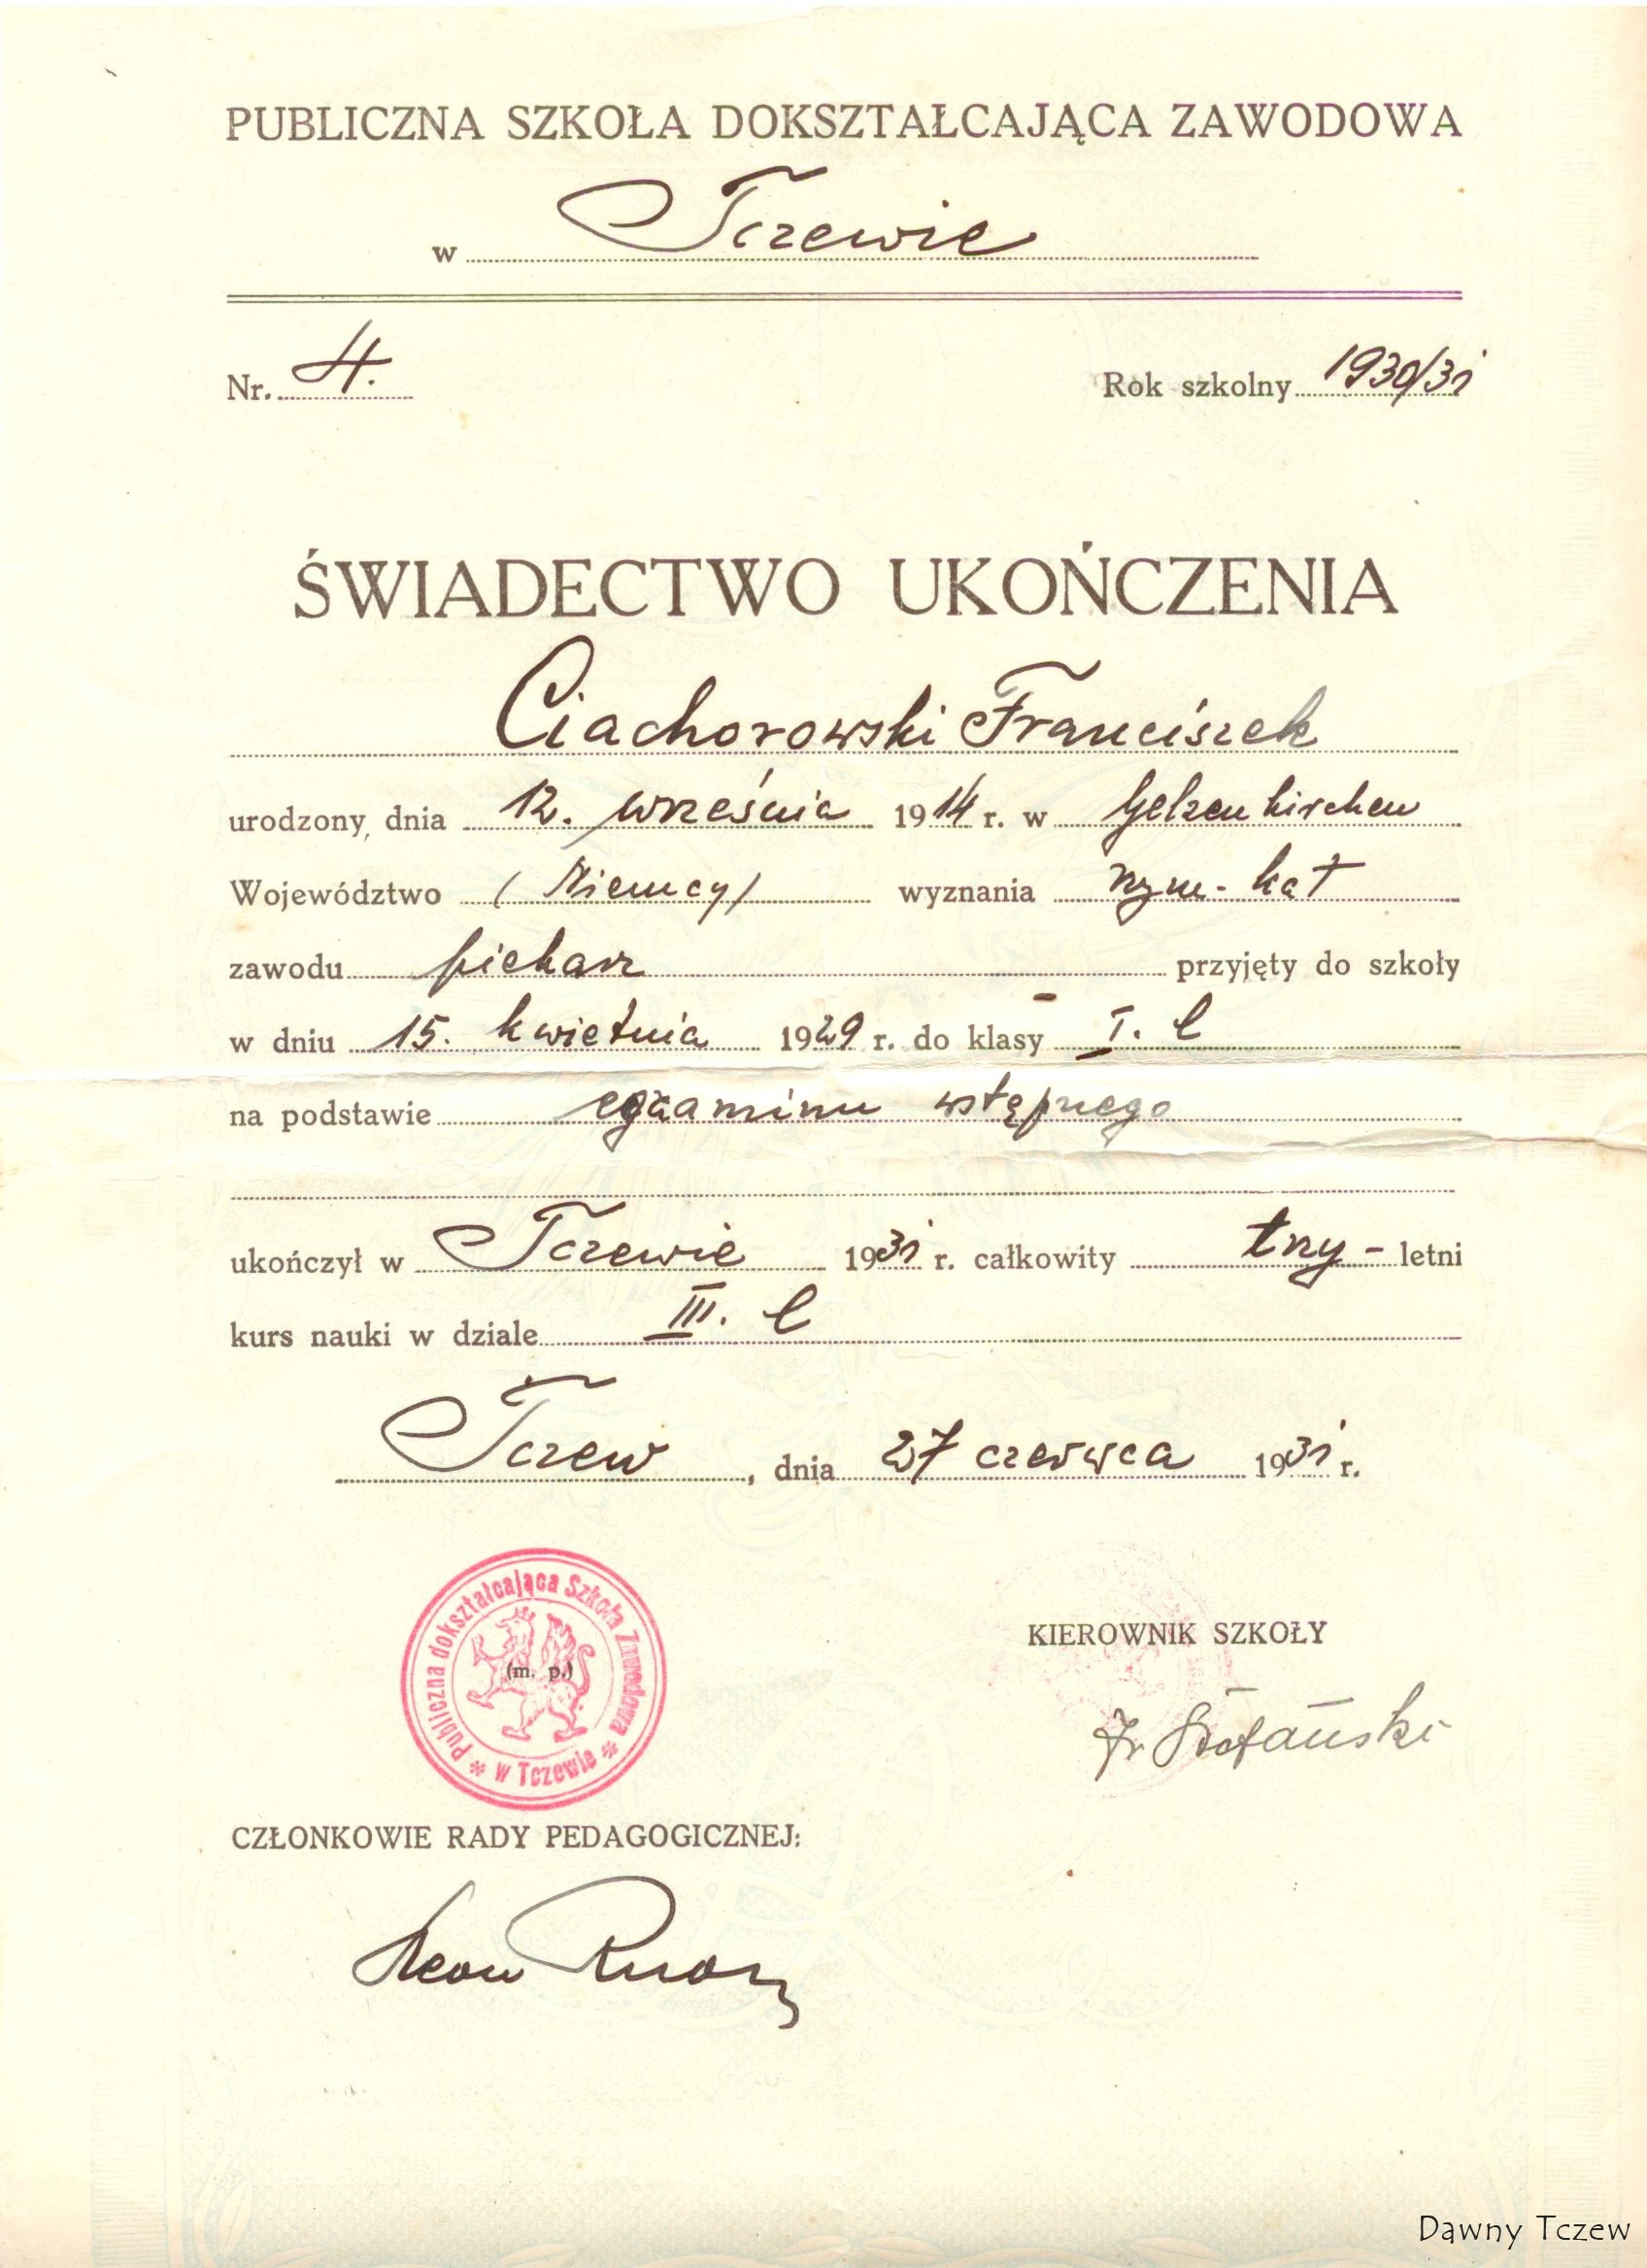 PUBLICZNA SZKOŁA DOKSZTAŁCAJĄCA ZAWODOWA
w Tczewie
Nr. 4. Rok szkolny 1930/31
ŚWIADECTWO UKOŃCZENIA
Ciachorowski Franciszek
urodzony dnia 12. września 1914 r. w Gelzenkirchen
Województwo (Niemcy) wyznania rzym-kat
zawodu piekarz przyjęty do szkoły
w dniu 15. kwietnia 1929 r. do klasy I. C
na podstawie egzaminu wstępnego
ukończył w Tczewie 1931 r. całkowity trzy-letni
kurs nauki w dziale III. C
Tczew, dnia 27 czerwca 1931 r.
Publiczna dokształcająca Szkoła Zawodowa
(m. p.)
* w Tczewie *
KIEROWNIK SZKOŁY
Fr Stefański
CZŁONKOWIE RADY PEDAGOGICZNEJ:
Leon
Dawny Tczew